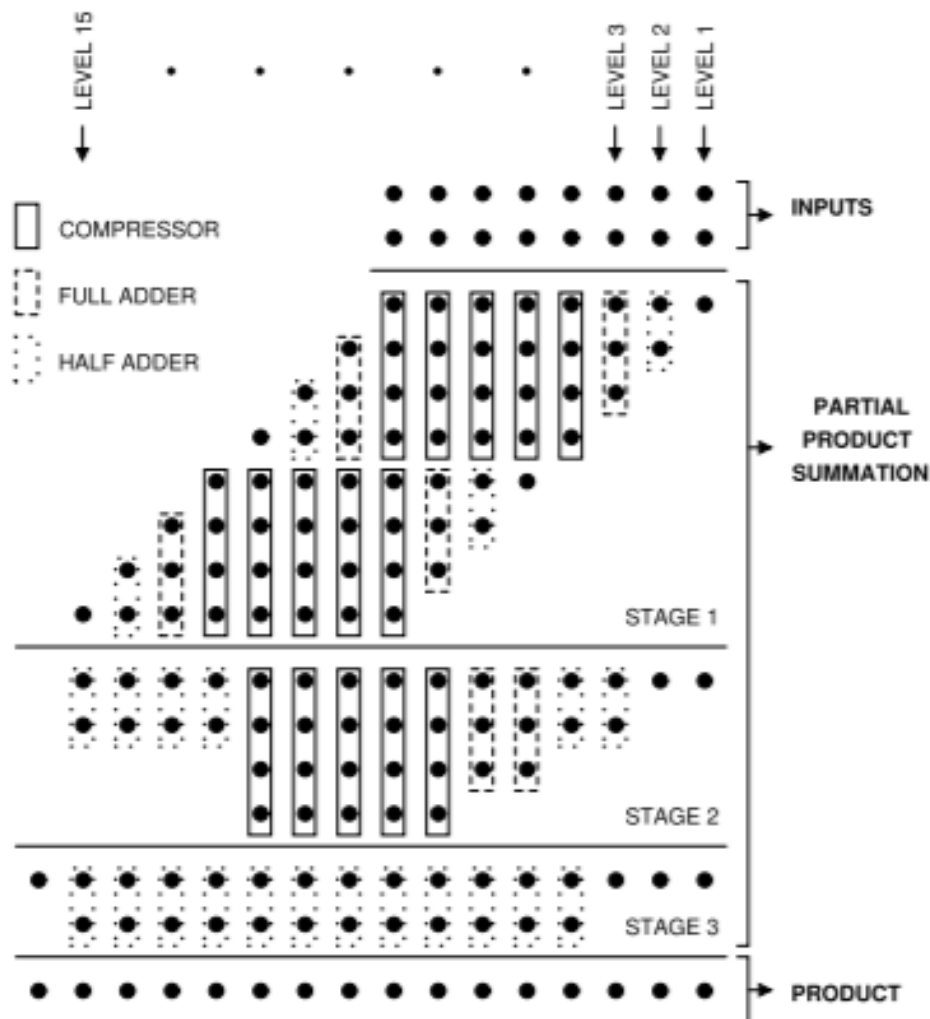 LEVEL 15
LEVEL 3
LEVEL 2
LEVEL 1
INPUTS
COMPRESSOR
FULL ADDER
HALF ADDER
PARTIAL
PRODUCT
SUMMATION
STAGE 1
STAGE 2
STAGE 3
PRODUCT